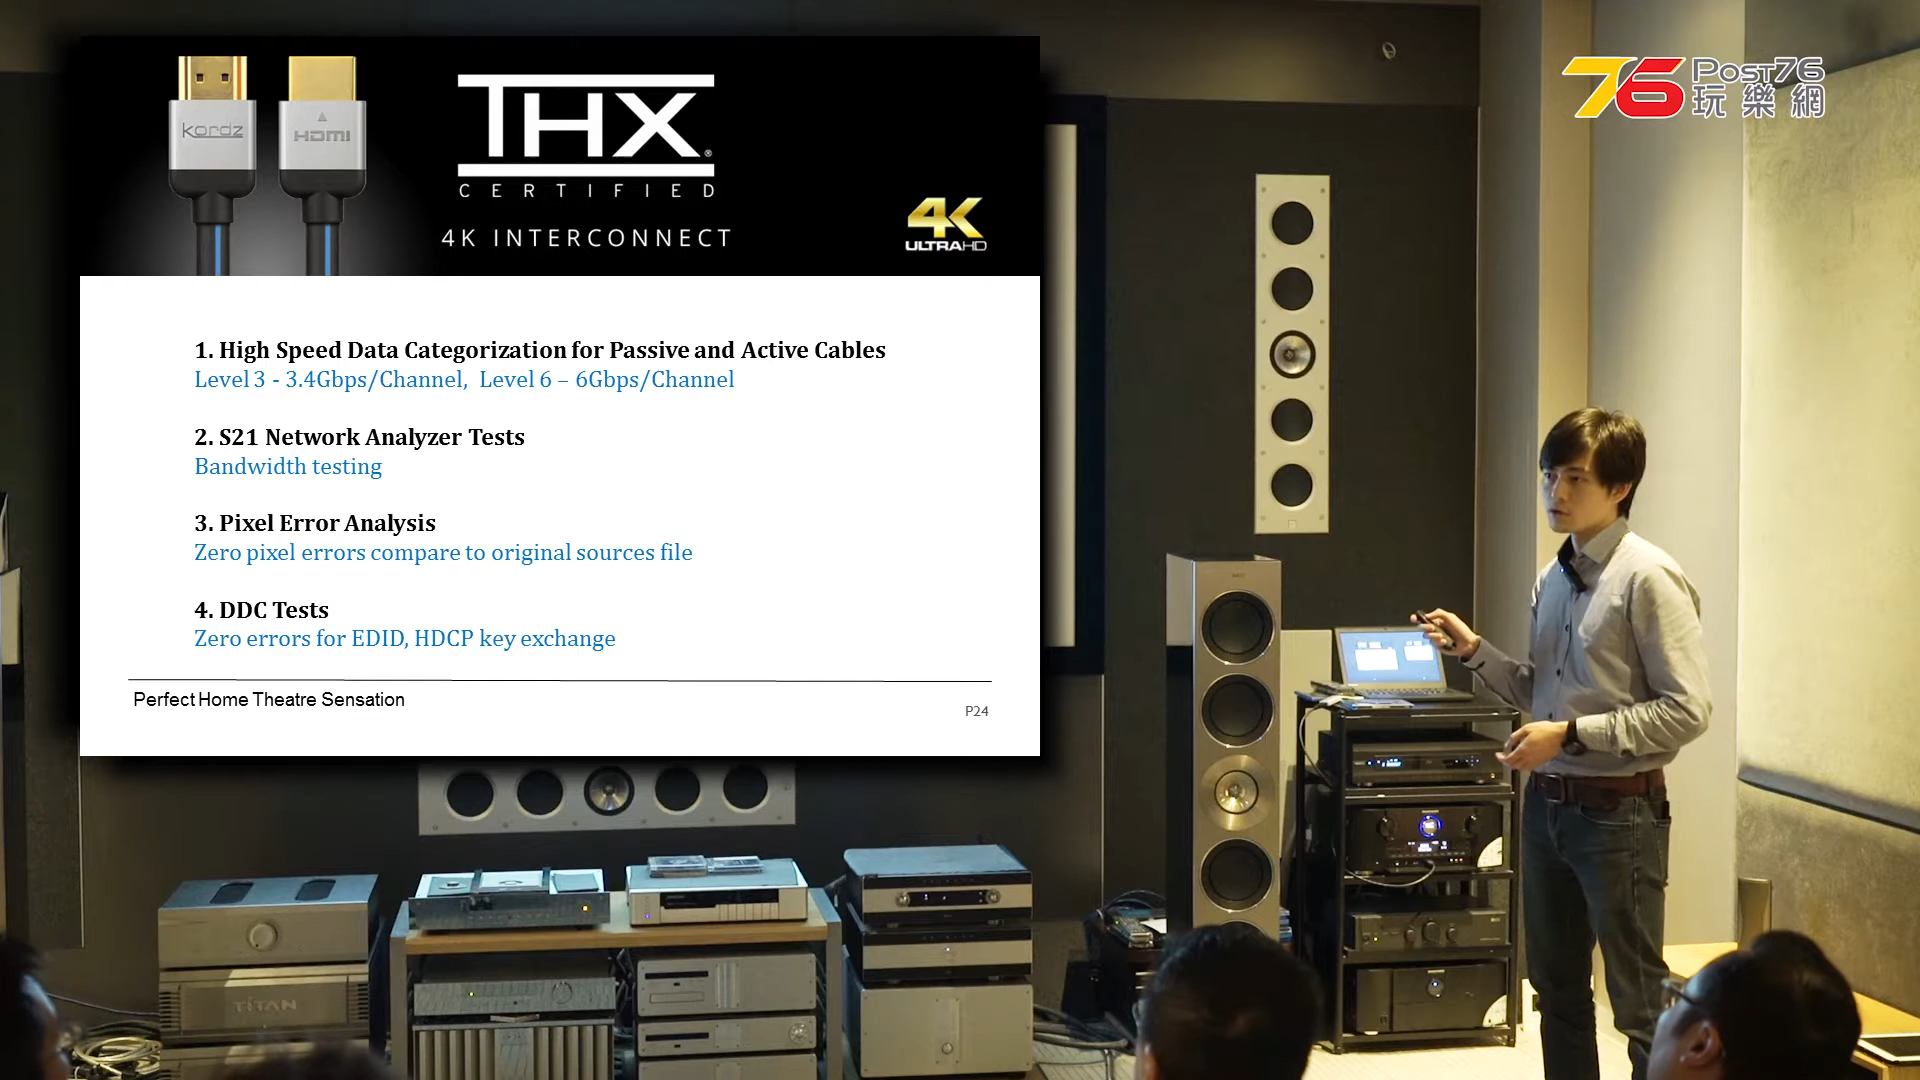 kordz
HDMI
THX
CERTIFIED
4K INTERCONNECT
4K
ULTRAHD
76 Post76
玩樂網
1. High Speed Data Categorization for Passive and Active Cables
Level 3 - 3.4Gbps/Channel, Level 6 – 6Gbps/Channel
2. S21 Network Analyzer Tests
Bandwidth testing
3. Pixel Error Analysis
Zero pixel errors compare to original sources file
4. DDC Tests
Zero errors for EDID, HDCP key exchange
Perfect Home Theatre Sensation
P24
TITAN